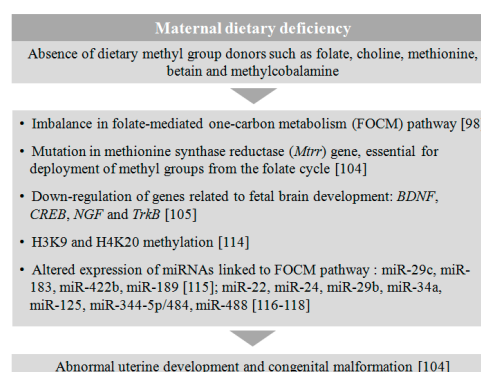 Maternal dietary deficiency
Absence of dietary methyl group donors such as folate, choline, methionine,
betain and methylcobalamine
• Imbalance in folate-mediated one-carbon metabolism (FOCM) pathway [98
• Mutation in methionine synthase reductase (Mtrr) gene, essential for
deployment of methyl groups from the folate cycle [104]
• Down-regulation of genes related to fetal brain development: BDNF,
CREB, NGF and TrkB [105]
• H3K9 and H4K20 methylation [114]
• Altered expression of miRNAs linked to FOCM pathway : miR-29c, miR-
183, miR-422b, miR-189 [115]; miR-22, miR-24, miR-29b, miR-34a,
miR-125, miR-344-5p/484, miR-488 [116-118]
Abnormal uterine development and congenital malformation [104]